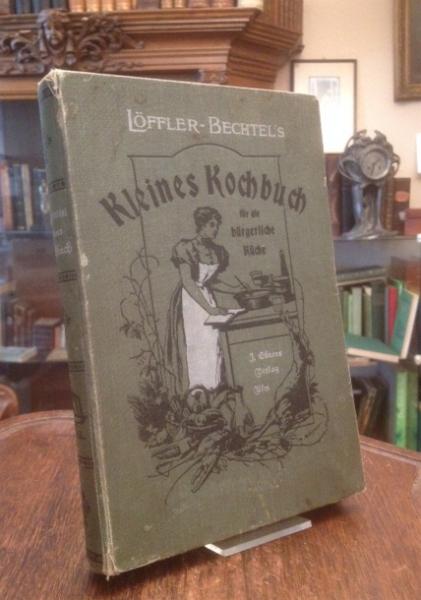 LÖFFLER-BECHTEL'S
Kleines Kochbuch
für die
bürgerliche
Küche
J. Ebners
Verlag
Ulm